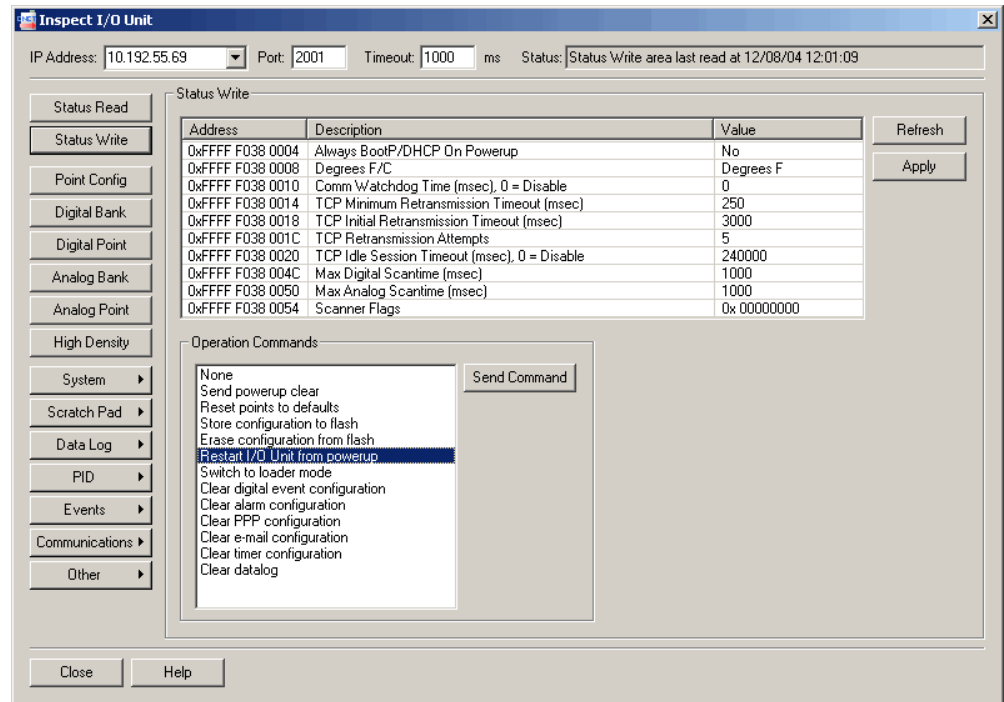 Inspect I/O Unit
IP Address: 10.192.55.69 Port: 2001 Timeout: 1000 ms Status: Status Write area last read at 12/08/04 12:01:09
Status Read
Status Write
Point Config
Digital Bank
Digital Point
Analog Bank
Analog Point
High Density
System
Scratch Pad
Data Log
PID
Events
Communications
Other
Status Write
Address Description Value
0xFFFF F038 0004 Always BootP/DHCP On Powerup No
0xFFFF F038 0008 Degrees F/C Degrees F
0xFFFF F038 0010 Comm Watchdog Time (msec), 0 = Disable 0
0xFFFF F038 0014 TCP Minimum Retransmission Timeout (msec) 250
0xFFFF F038 0018 TCP Initial Retransmission Timeout (msec) 3000
0xFFFF F038 001C TCP Retransmission Attempts 5
0xFFFF F038 0020 TCP Idle Session Timeout (msec), 0 = Disable 240000
0xFFFF F038 004C Max Digital Scantime (msec) 1000
0xFFFF F038 0050 Max Analog Scantime (msec) 1000
0xFFFF F038 0054 Scanner Flags 0x 00000000
Refresh
Apply
Operation Commands
None
Send powerup clear
Reset points to defaults
Store configuration to flash
Erase configuration from flash
Restart I/O Unit from powerup
Switch to loader mode
Clear digital event configuration
Clear alarm configuration
Clear PPP configuration
Clear e-mail configuration
Clear timer configuration
Clear datalog
Send Command
Close
Help